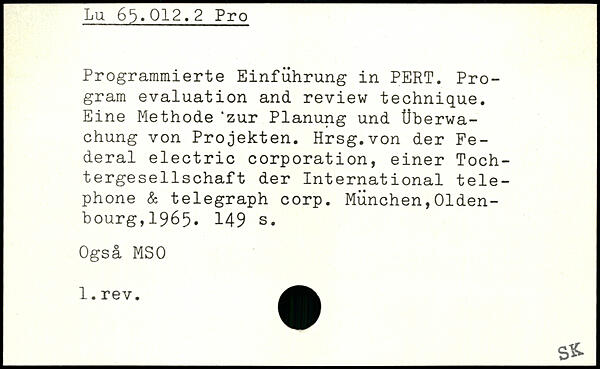 Lu 65.012.2 Pro
Programmierte Einführung in PERT. Pro-
gram evaluation and review technique.
Eine Methode zur Planung und Überwa-
chung von Projekten. Hrsg.von der Fe-
deral electric corporation, einer Toch-
tergesellschaft der International tele-
phone & telegraph corp. München,Olden-
bourg,1965. 149 s.
Også MSO
1.rev.
SK